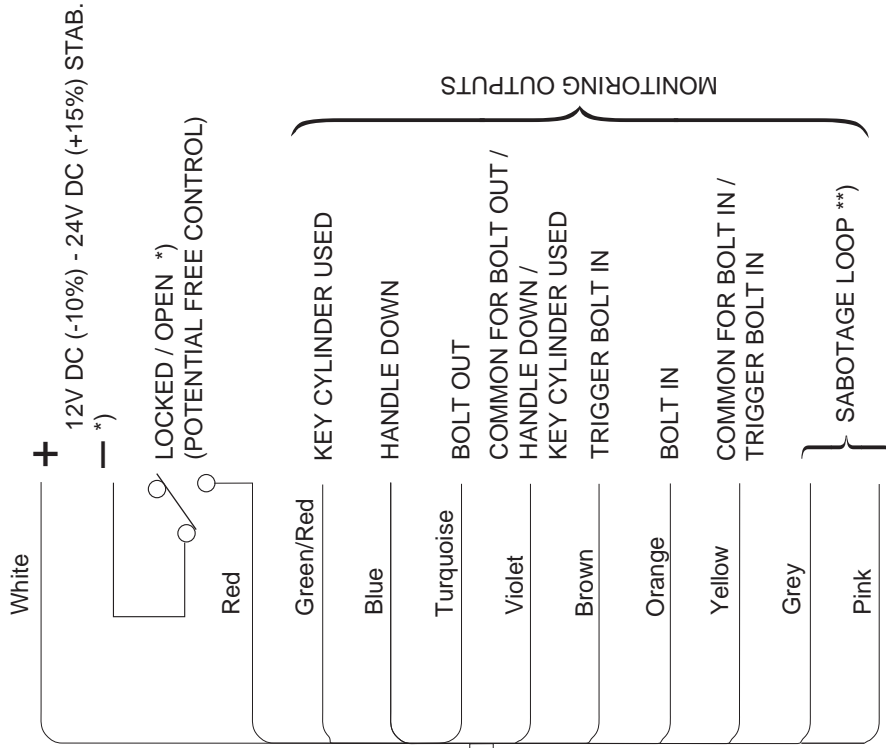 White
+
12V DC (-10%) - 24V DC (+15%) STAB.
– *)
LOCKED / OPEN *)
(POTENTIAL FREE CONTROL)
Red
Green/Red
KEY CYLINDER USED
Blue
HANDLE DOWN
Turquoise
BOLT OUT
Violet
COMMON FOR BOLT OUT /
HANDLE DOWN /
KEY CYLINDER USED
Brown
TRIGGER BOLT IN
Orange
BOLT IN
Yellow
COMMON FOR BOLT IN /
TRIGGER BOLT IN
Grey
Pink
SABOTAGE LOOP **)
MONITORING OUTPUTS